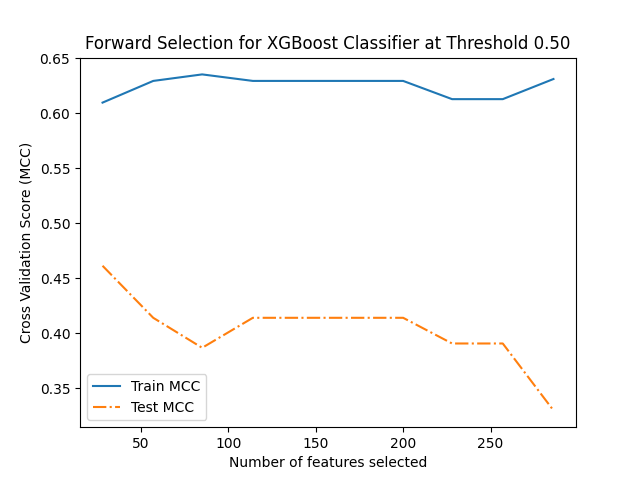 Forward Selection for XGBoost Classifier at Threshold 0.50
Cross Validation Score (MCC)
0.65
0.60
0.55
0.50
0.45
0.40
0.35
Train MCC
Test MCC
50 100 150 200 250
Number of features selected